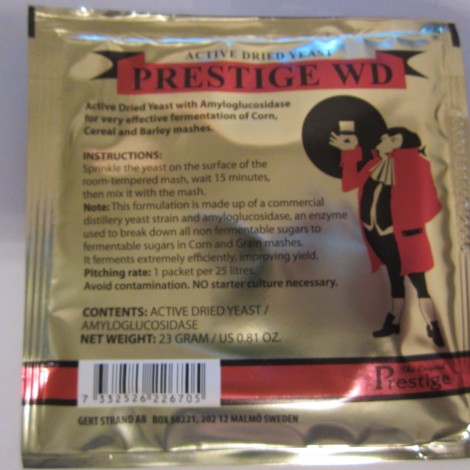 ACTIVE DRIED YEAST
PRESTIGE WD
Active Dried Yeast with Amyloglucosidase
for very effective fermentation of Corn,
Cereal and Barley mashes.
INSTRUCTIONS:
Sprinkle the yeast on the surface of the
room-tempered mash, wait 15 minutes,
then mix it with the mash.
Note: This formulation is made up of a commercial
distillery yeast strain and amyloglucosidase, an enzyme
used to break down all non fermentable sugars to
fermentable sugars in Corn and Grain mashes.
It ferments extremely efficiently, improving yield.
Pitching rate: 1 packet per 25 litres.
Avoid contamination. NO starter culture necessary.
CONTENTS: ACTIVE DRIED YEAST /
AMYLOGLUCOSIDASE
NET WEIGHT: 23 GRAM / US 0.81 OZ.
The Original
Prestige
7 332526 226705
GERT STRAND AB BOX 50221, 202 12 MALMÖ SWEDEN